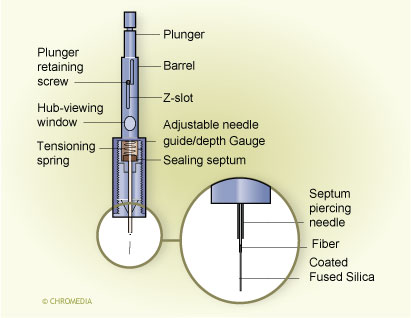 Plunger
Plunger
retaining
screw
Barrel
Z-slot
Hub-viewing
window
Adjustable needle
guide/depth Gauge
Tensioning
spring
Sealing septum
Septum
piercing
needle
Fiber
Coated
Fused Silica
© CHROMEDIA